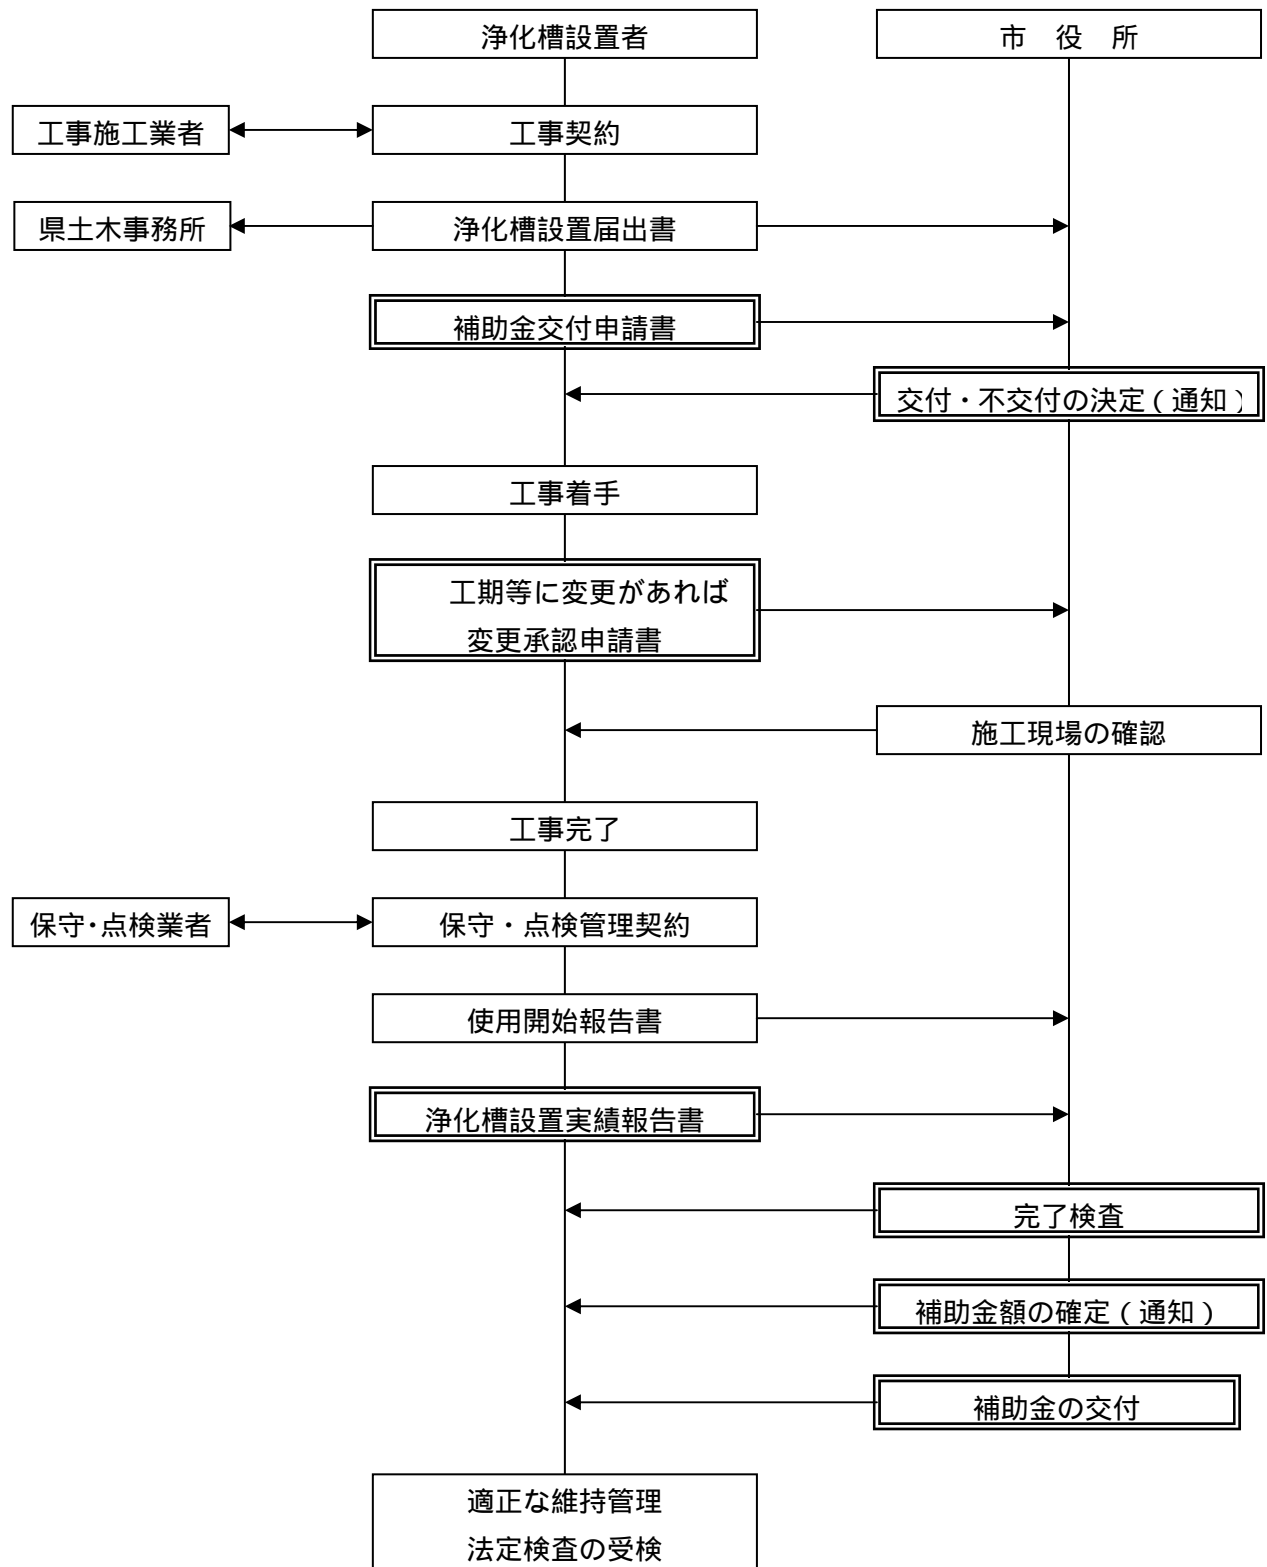 浄化槽設置者
市　役　所
工事施工業者
工事契約
県土木事務所
浄化槽設置届出書
補助金交付申請書
交付・不交付の決定（通知）
工事着手
工期等に変更があれば
変更承認申請書
施工現場の確認
工事完了
保守・点検業者
保守・点検管理契約
使用開始報告書
浄化槽設置実績報告書
完了検査
補助金額の確定（通知）
補助金の交付
適正な維持管理
法定検査の受検